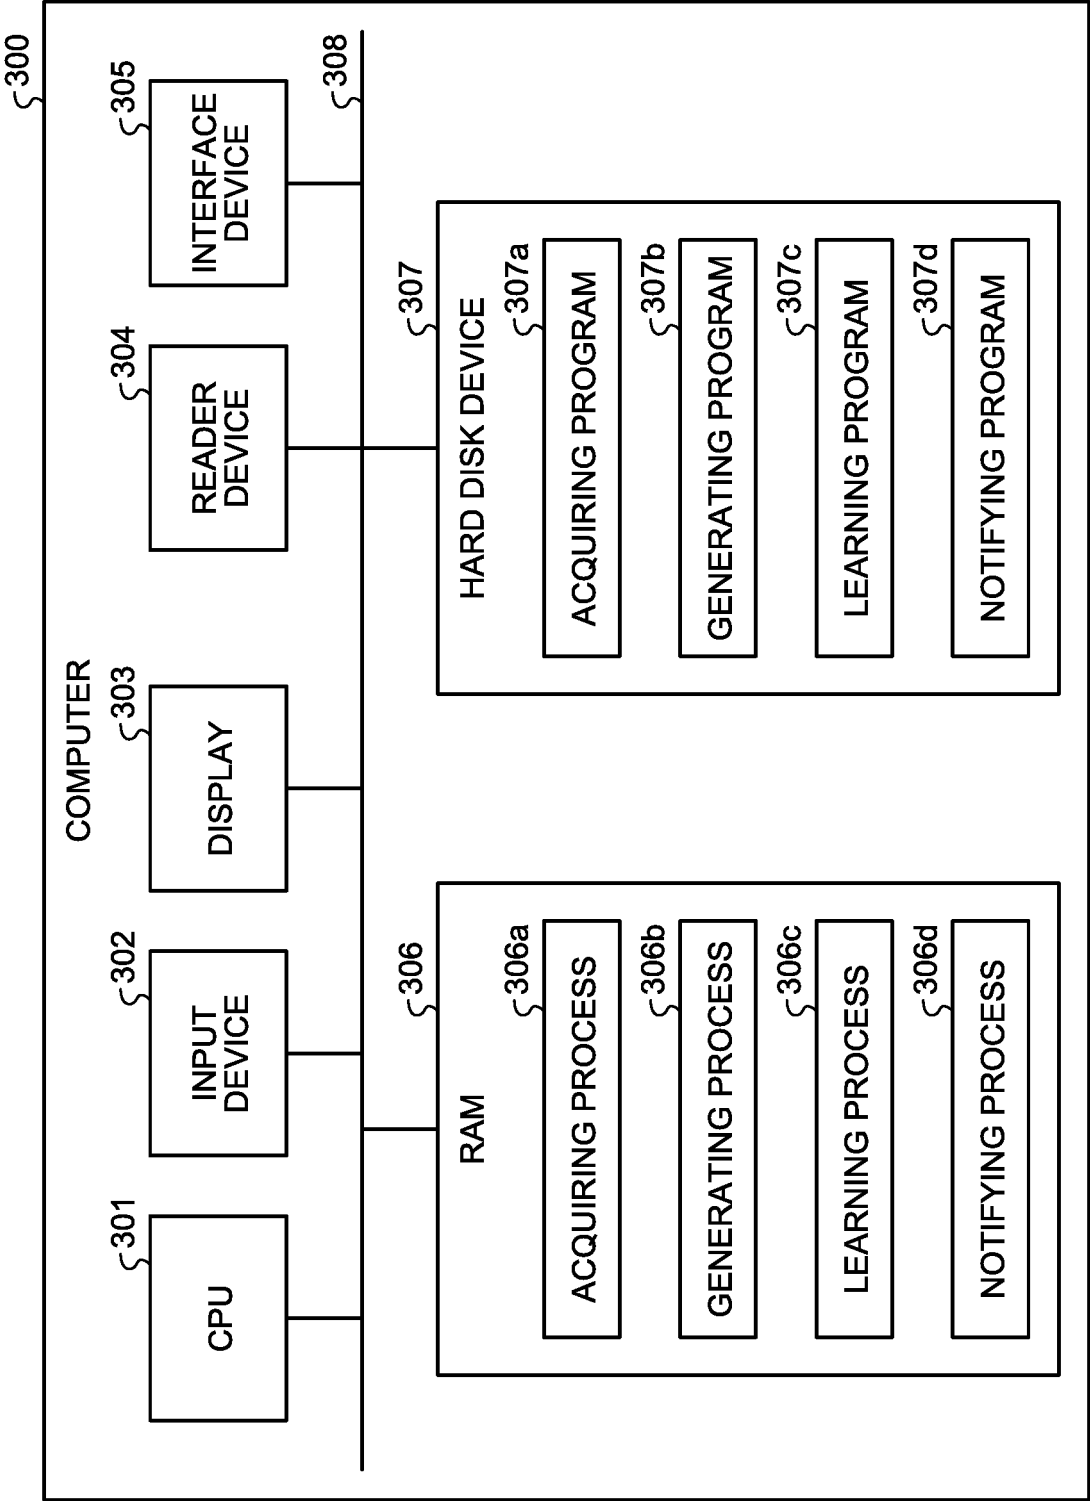 300
COMPUTER
301
CPU
302
INPUT
DEVICE
303
DISPLAY
304
READER
DEVICE
305
INTERFACE
DEVICE
308
306
RAM
306a
ACQUIRING PROCESS
306b
GENERATING PROCESS
306c
LEARNING PROCESS
306d
NOTIFYING PROCESS
307
HARD DISK DEVICE
307a
ACQUIRING PROGRAM
307b
GENERATING PROGRAM
307c
LEARNING PROGRAM
307d
NOTIFYING PROGRAM